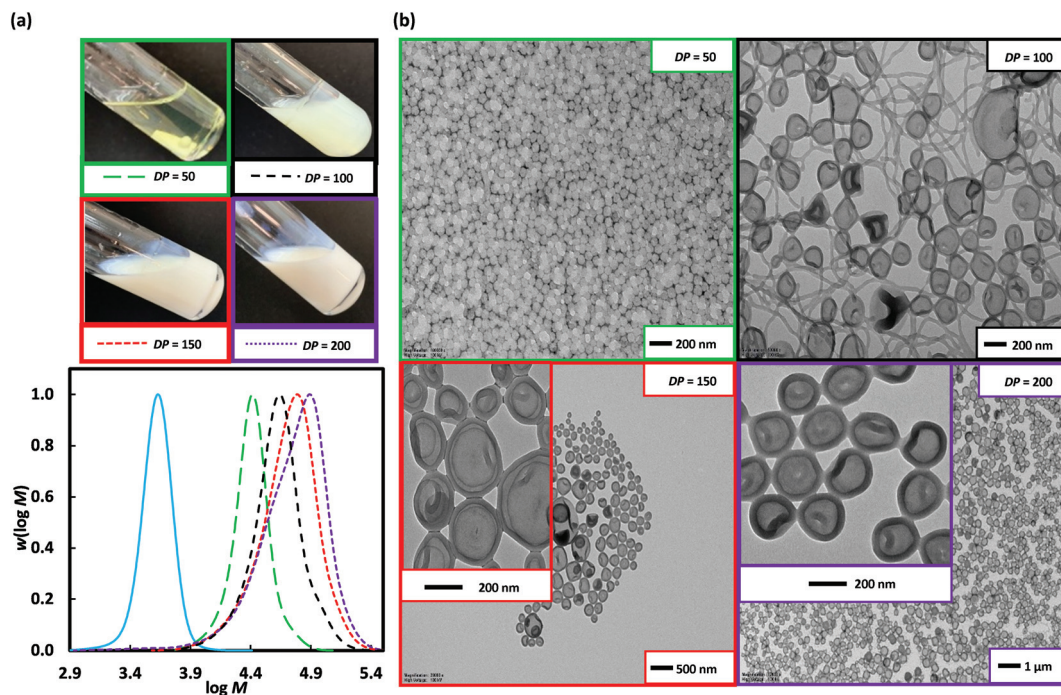 (a)
DP = 50
DP = 100
DP = 150
DP = 200
w(log M)
1.0
0.8
0.6
0.4
0.2
0.0
2.9
3.4
3.9
4.4
4.9
5.4
log M
(b)
DP = 50
200 nm
DP = 100
200 nm
DP = 150
200 nm
500 nm
DP = 200
200 nm
1 μm